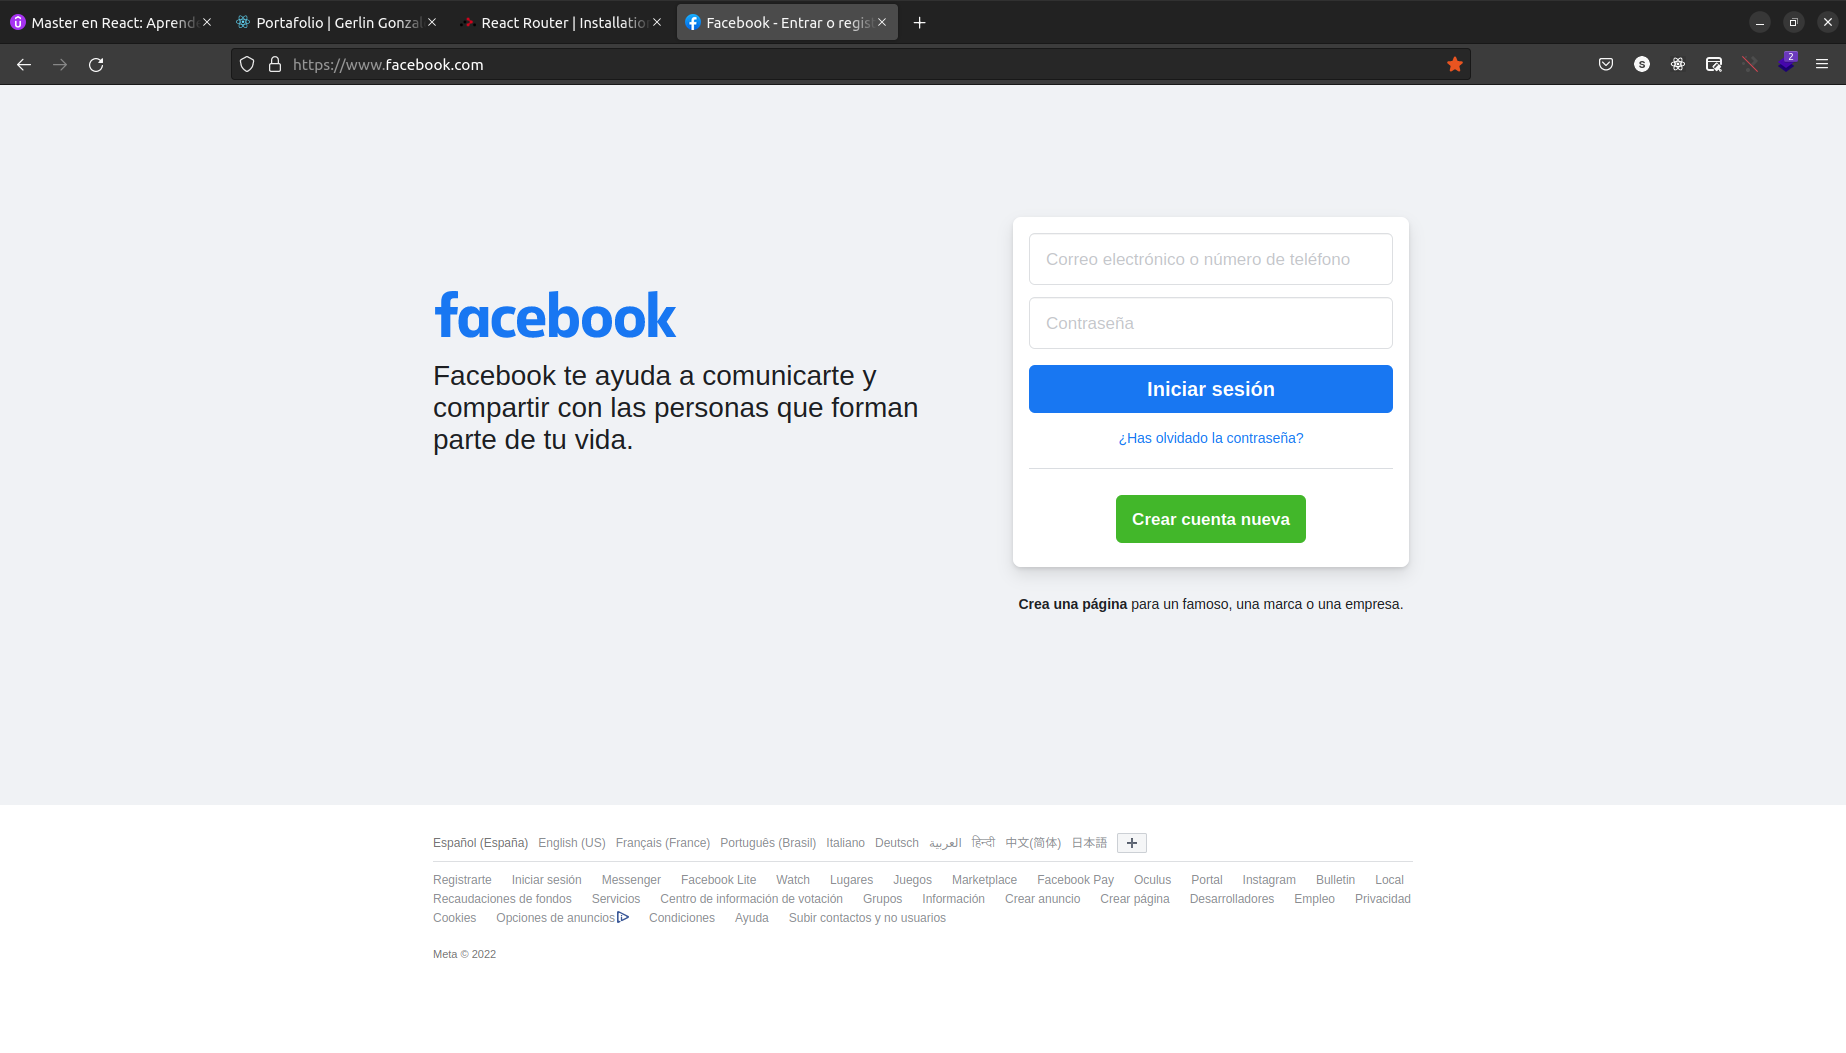 Master en React: Aprende
Portafolio | Gerlin Gonzal
React Router | Installation
Facebook - Entrar o regist
https://www.facebook.com
S
2
facebook
Facebook te ayuda a comunicarte y
compartir con las personas que forman
parte de tu vida.
Correo electrónico o número de teléfono
Contraseña
Iniciar sesión
¿Has olvidado la contraseña?
Crear cuenta nueva
Crea una página para un famoso, una marca o una empresa.
Español (España) English (US) Français (France) Português (Brasil) Italiano Deutsch العربية हिन्दी 中文(简体) 日本語
Registrarte Iniciar sesión Messenger Facebook Lite Watch Lugares Juegos Marketplace Facebook Pay Oculus Portal Instagram Bulletin Local
Recaudaciones de fondos Servicios Centro de información de votación Grupos Información Crear anuncio Crear página Desarrolladores Empleo Privacidad
Cookies Opciones de anuncios Condiciones Ayuda Subir contactos y no usuarios
Meta © 2022